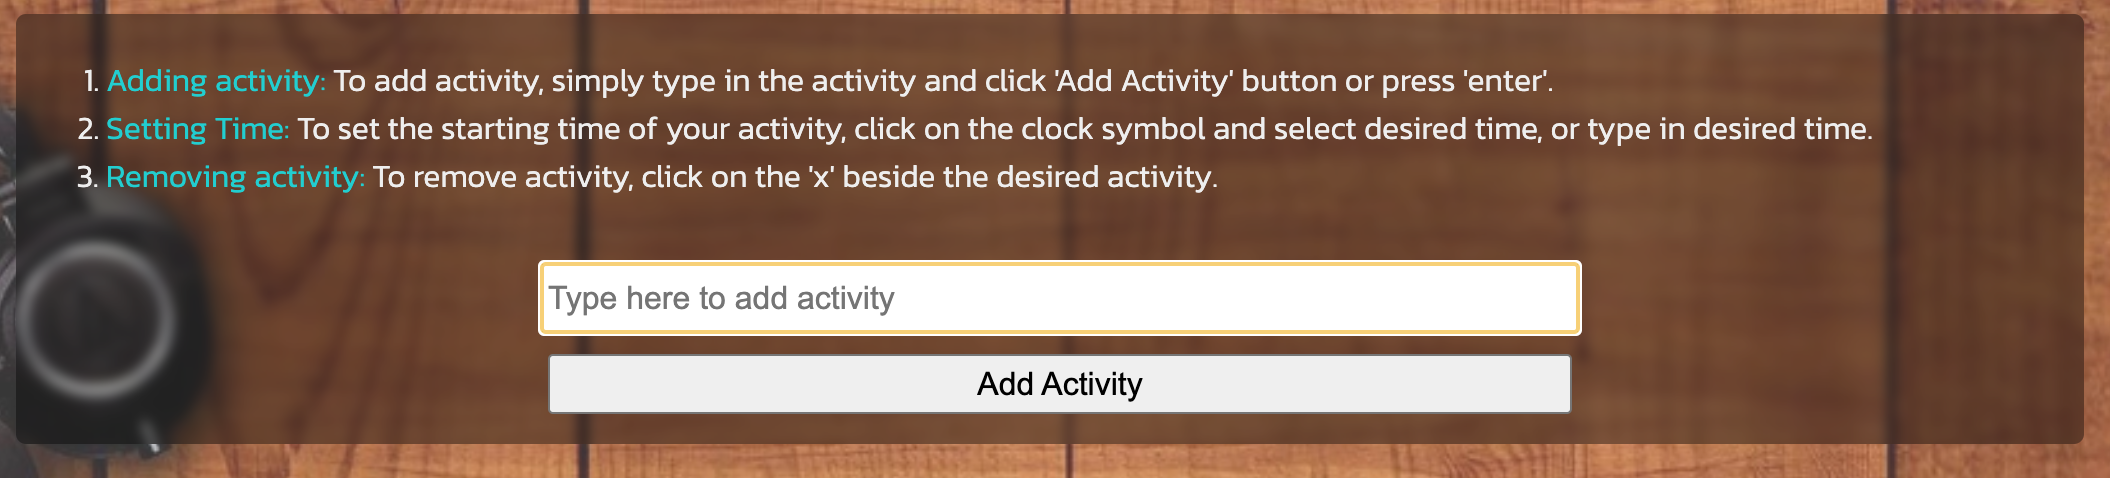 1. Adding activity: To add activity, simply type in the activity and click 'Add Activity' button or press 'enter'.
2. Setting Time: To set the starting time of your activity, click on the clock symbol and select desired time, or type in desired time.
3. Removing activity: To remove activity, click on the 'x' beside the desired activity.
Type here to add activity
Add Activity